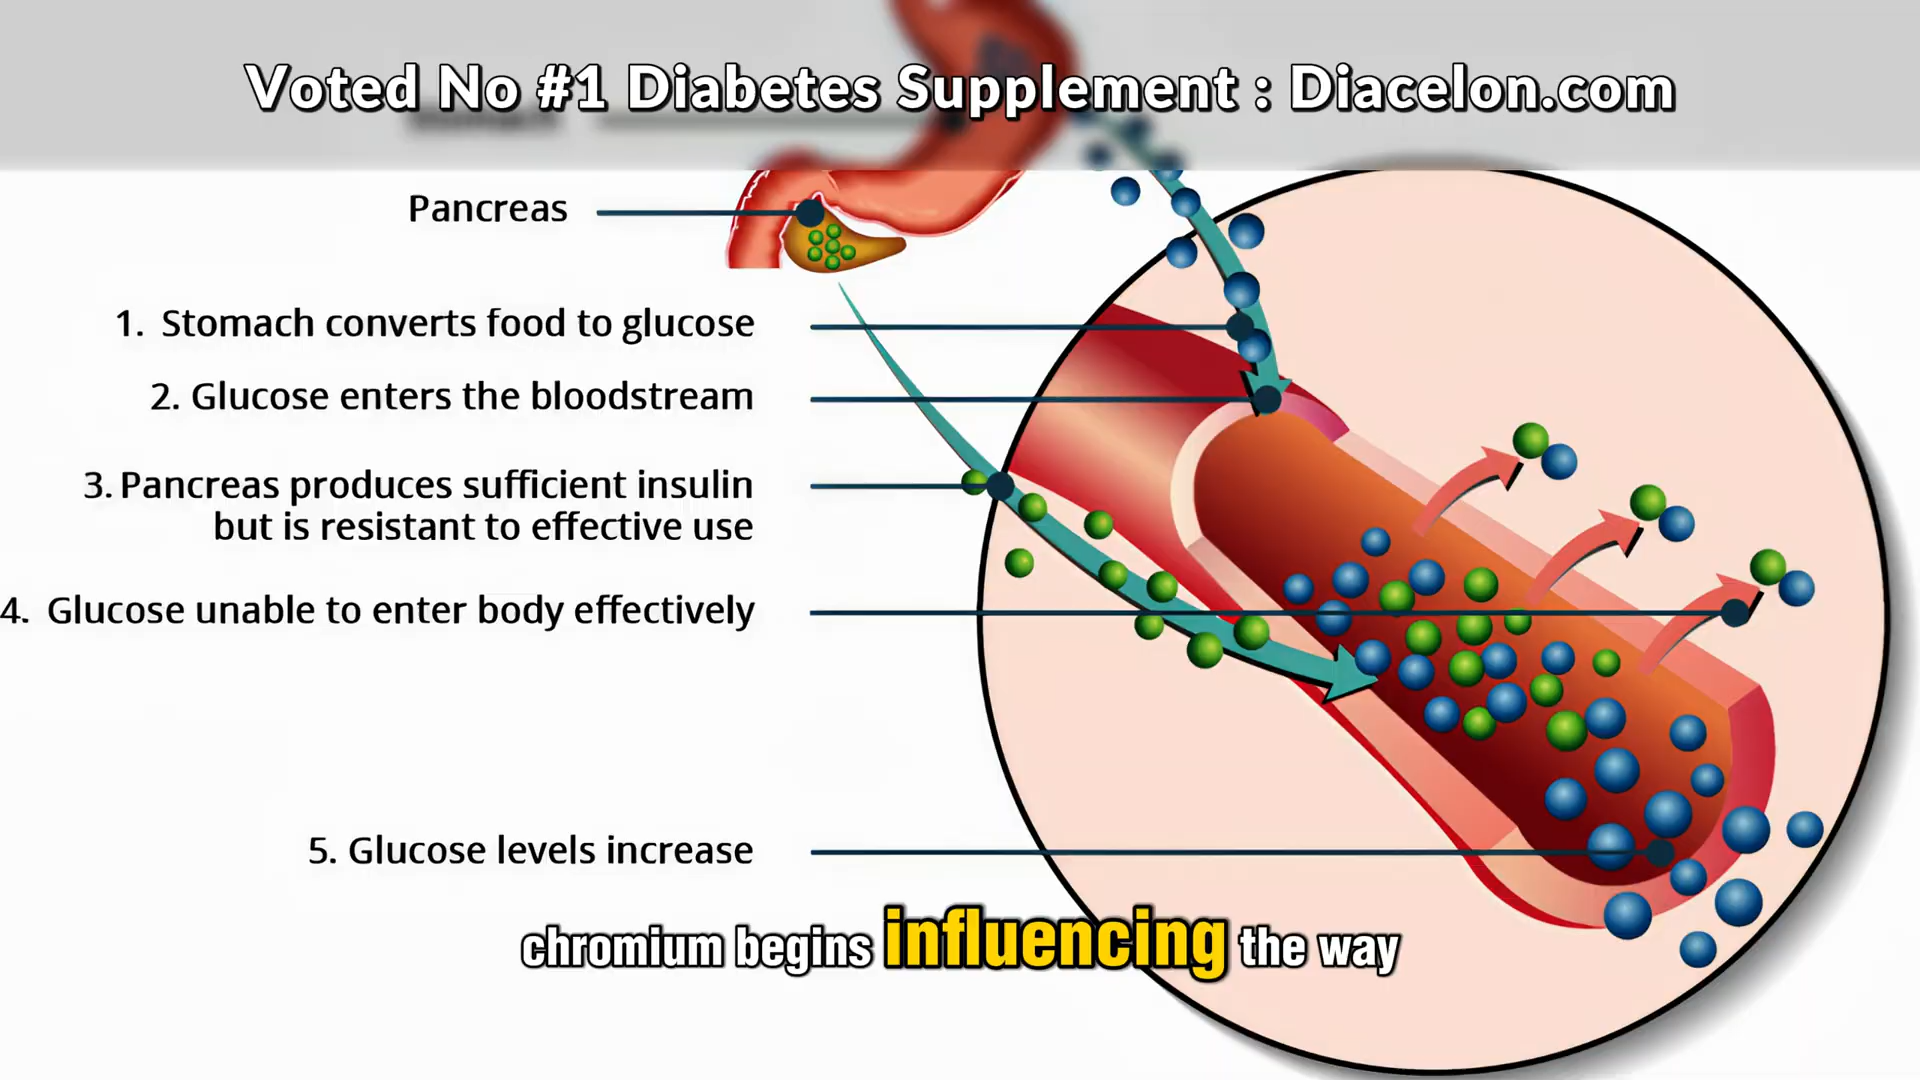 Voted No #1 Diabetes Supplement : Diacelon.com
Pancreas
1. Stomach converts food to glucose
2. Glucose enters the bloodstream
3. Pancreas produces sufficient insulin
but is resistant to effective use
4. Glucose unable to enter body effectively
5. Glucose levels increase
chromium begins influencing the way